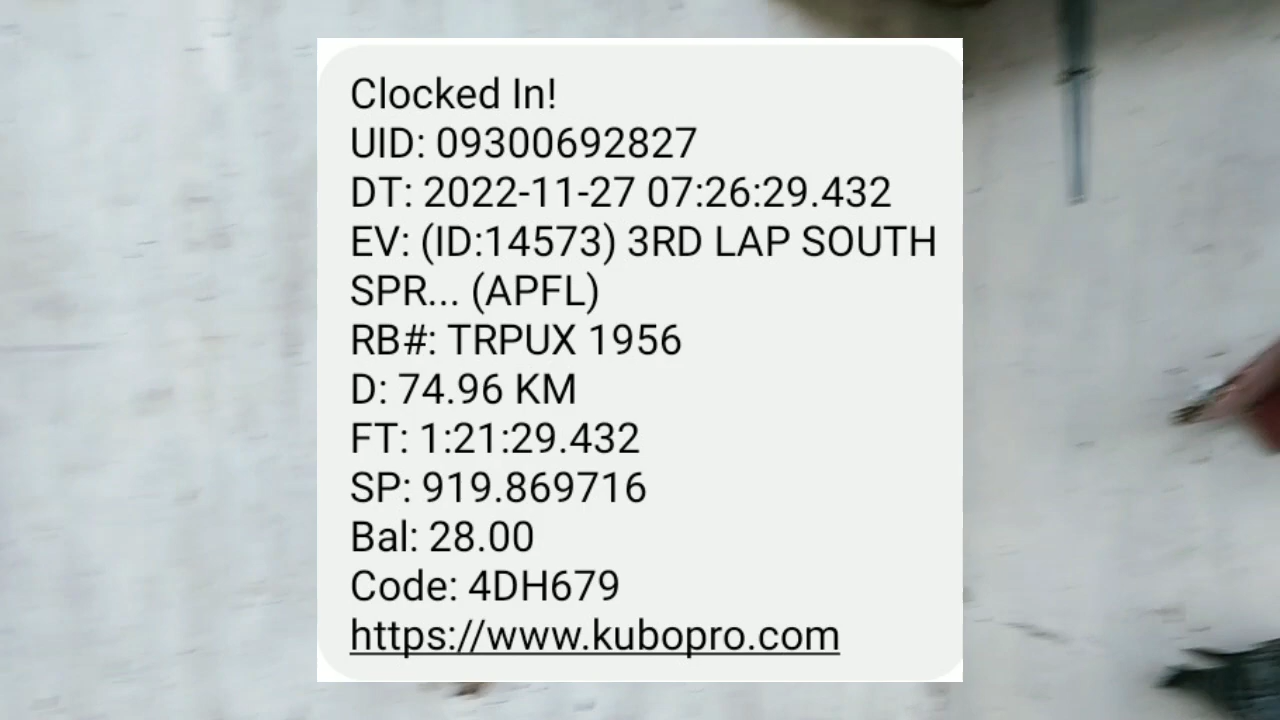 Clocked In!
UID: 09300692827
DT: 2022-11-27 07:26:29.432
EV: (ID:14573) 3RD LAP SOUTH
SPR... (APFL)
RB#: TRPUX 1956
D: 74.96 KM
FT: 1:21:29.432
SP: 919.869716
Bal: 28.00
Code: 4DH679
https://www.kubopro.com